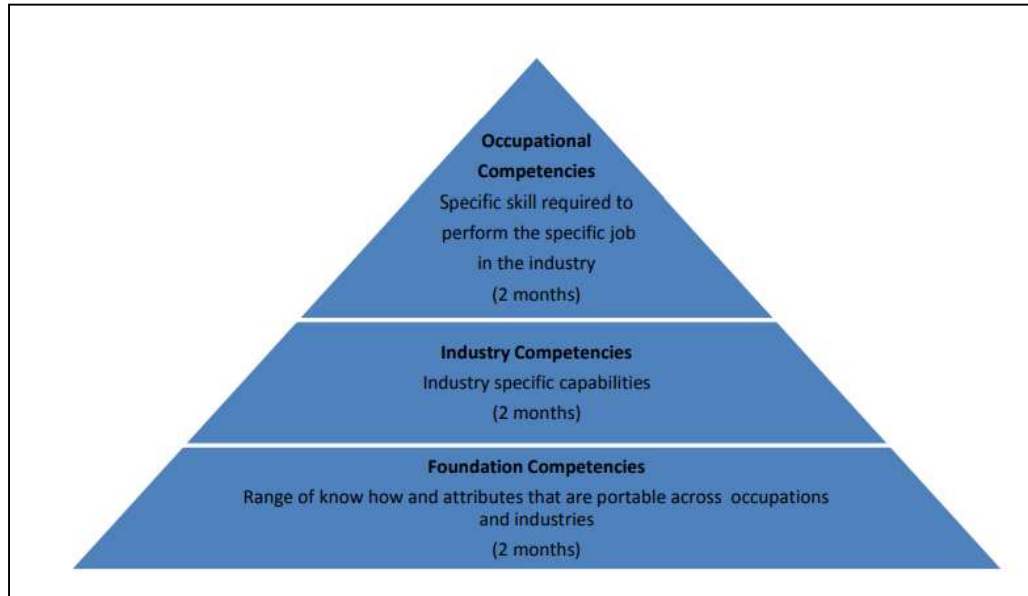 Occupational
Competencies
Specific skill required to
perform the specific job
in the industry
(2 months)
Industry Competencies
Industry specific capabilities
(2 months)
Foundation Competencies
Range of know how and attributes that are portable across occupations
and industries
(2 months)